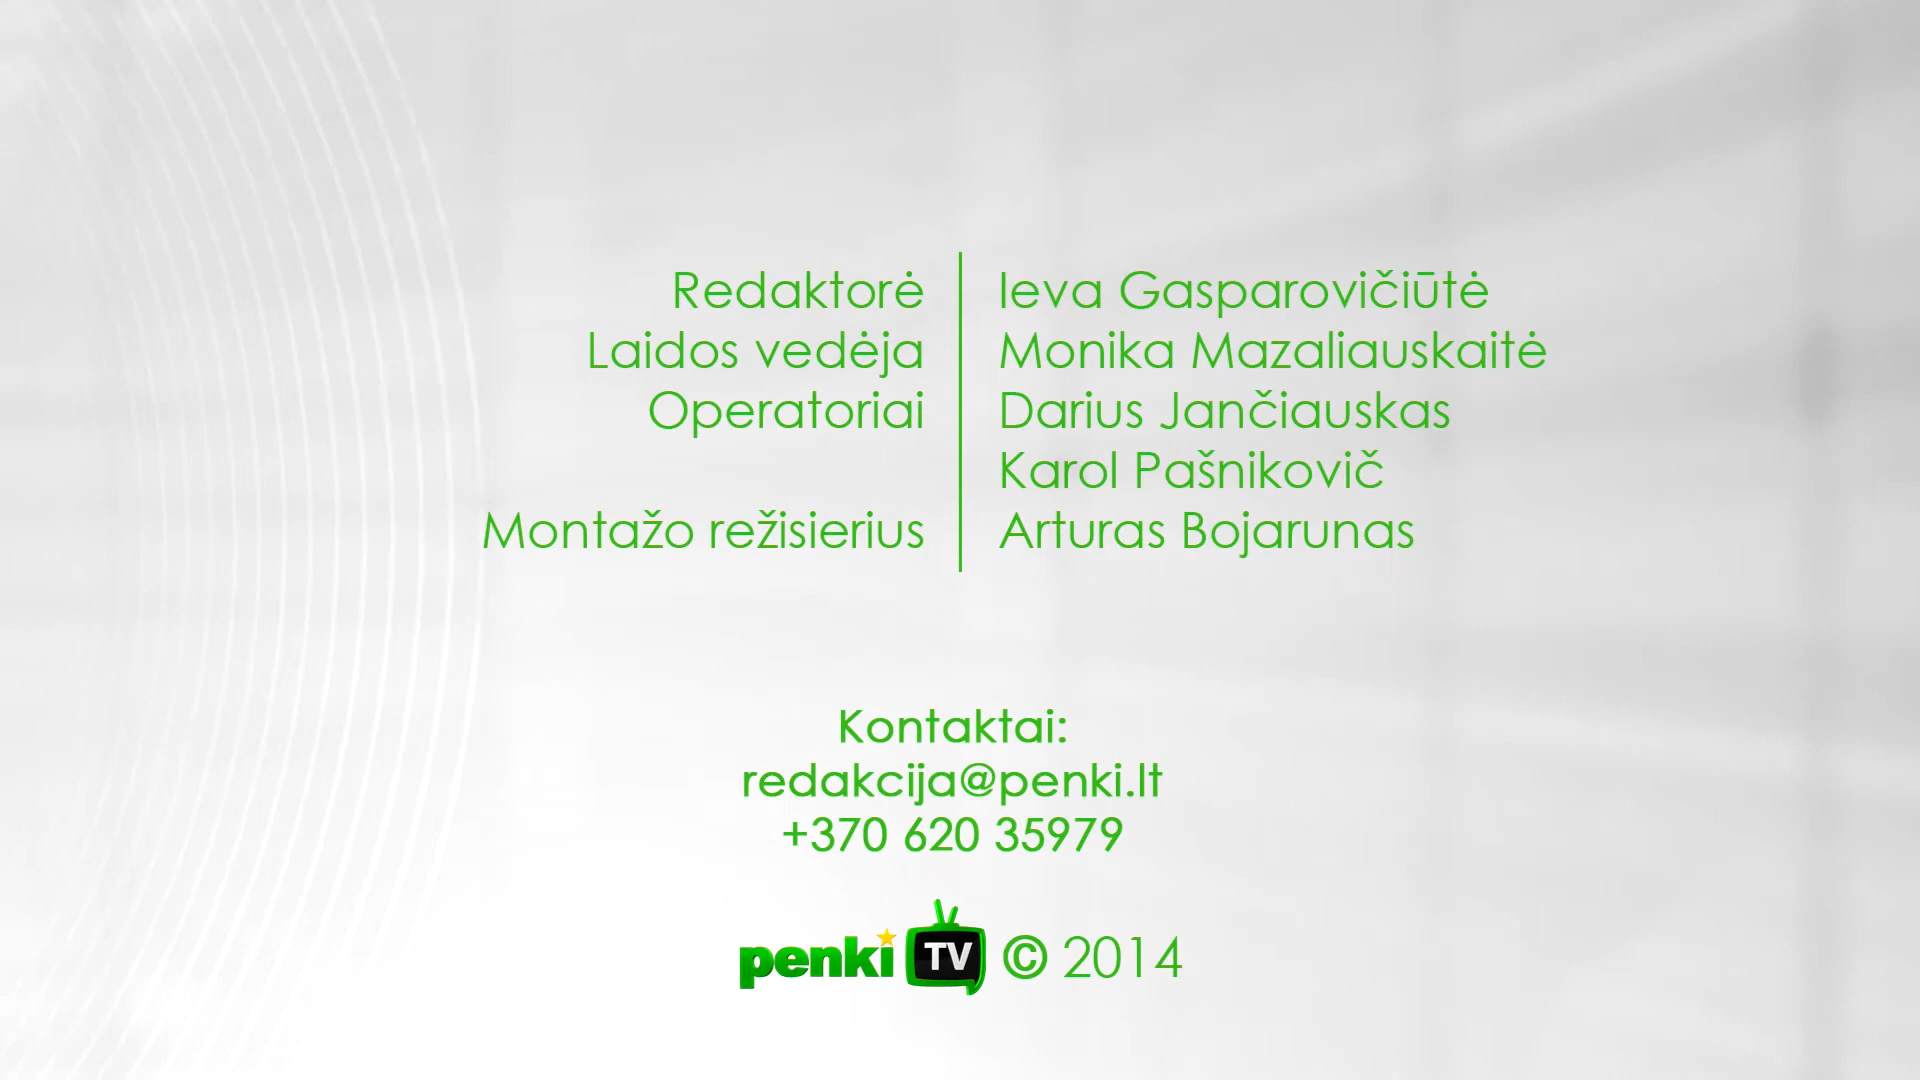 Redaktorė Ieva Gasparovičiūtė
Laidos vedėja Monika Mazaliauskaitė
Operatoriai Darius Jančiauskas
Karol Pašnikovič
Montažo režisierius Arturas Bojarunas
Kontaktai:
redakcija@penki.lt
+370 620 35979
penki TV © 2014